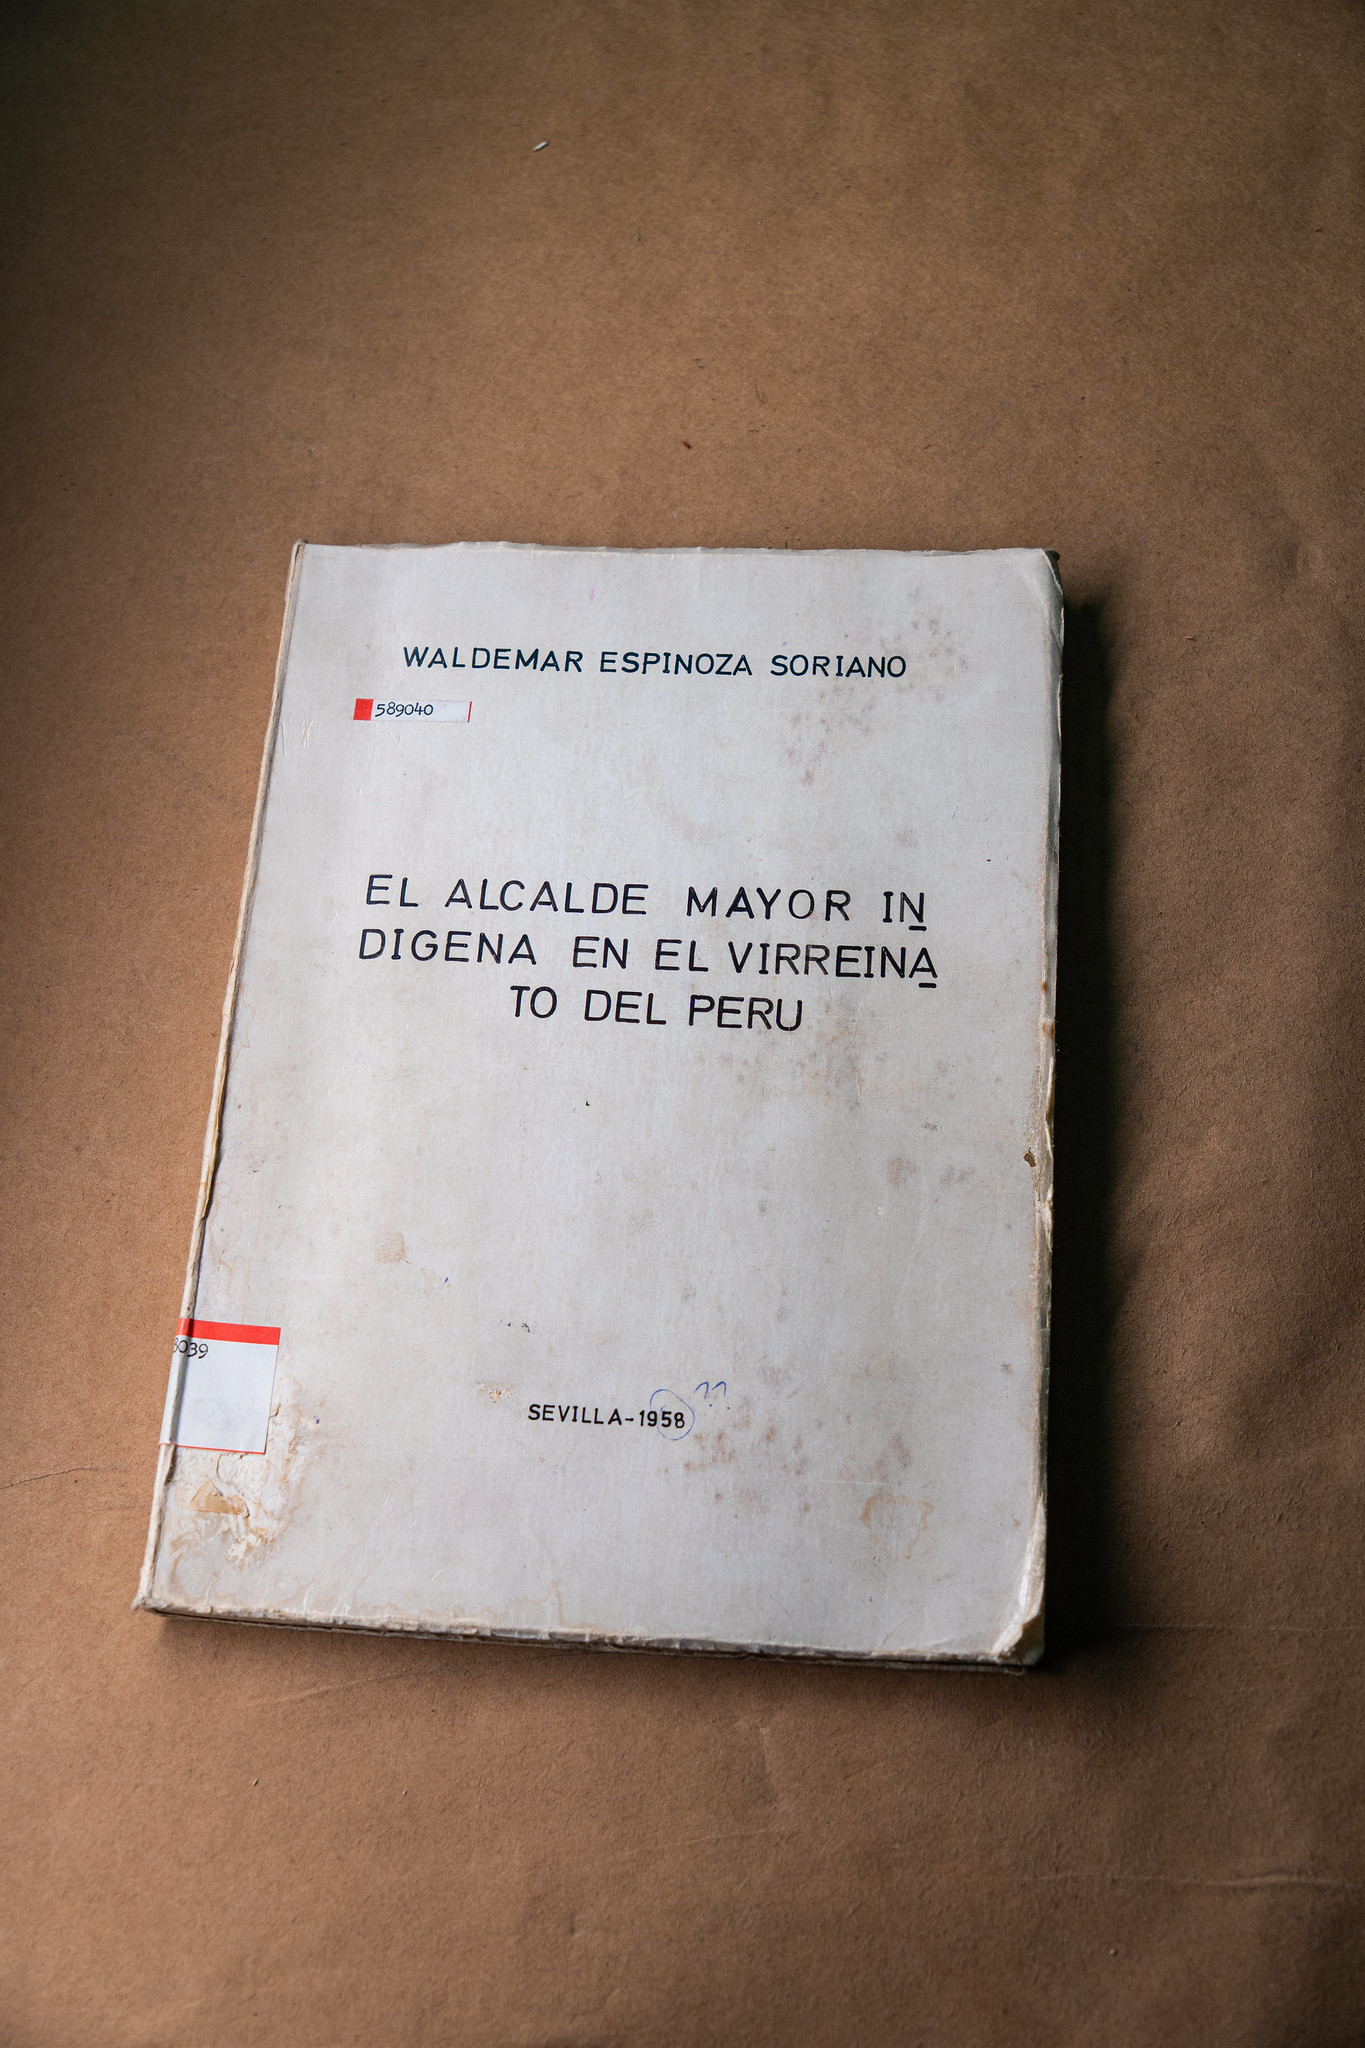 WALDEMAR ESPINOZA SORIANO
589040
EL ALCALDE MAYOR IN
DIGENA EN EL VIRREINA
TO DEL PERU
3039
SEVILLA-1958 ??